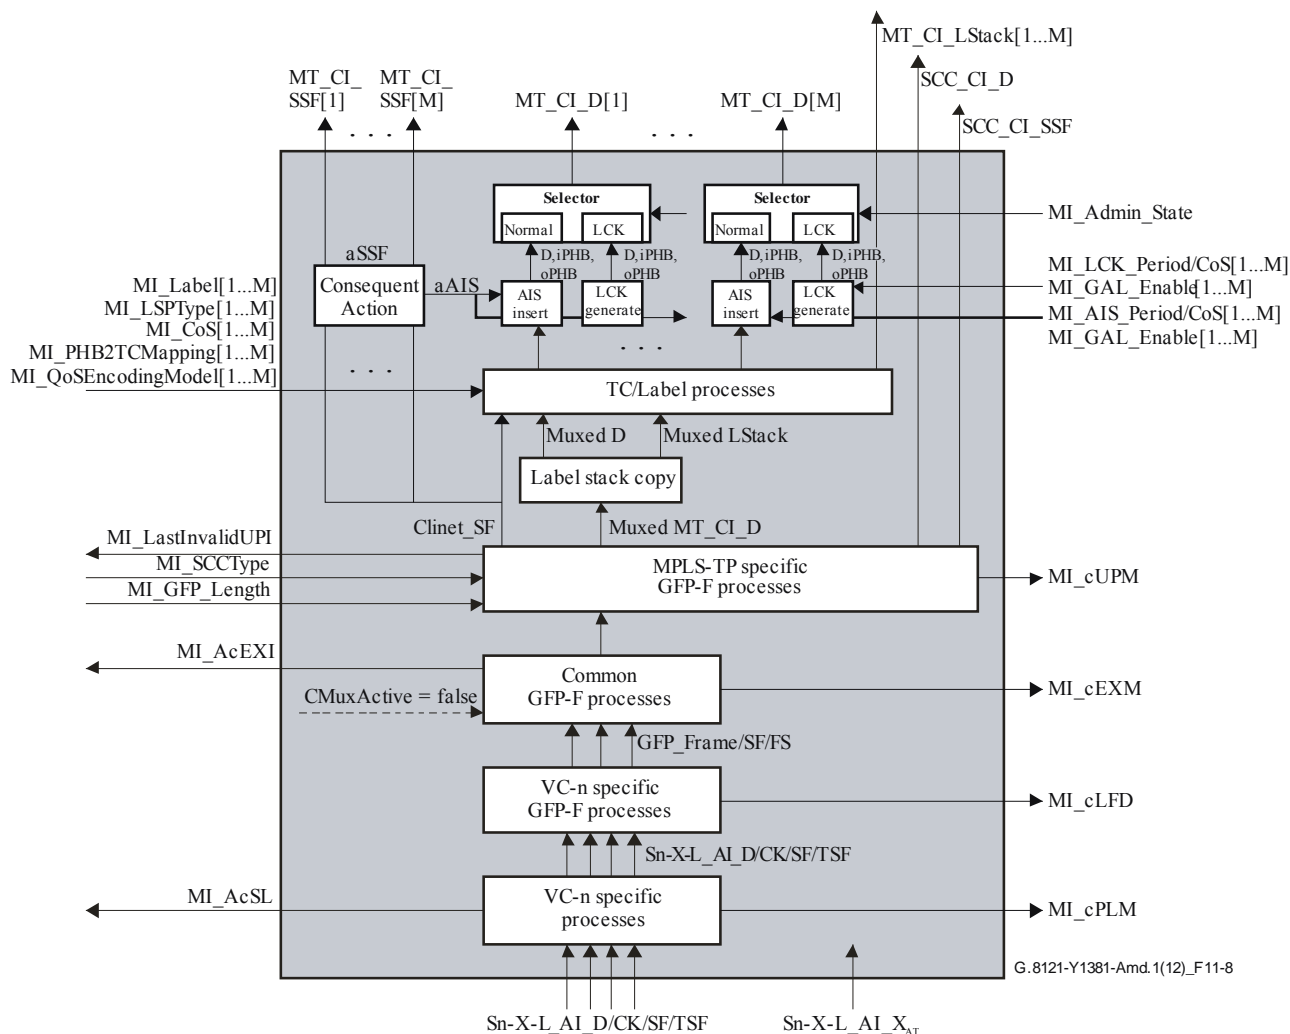 MT_CI_LStack[1...M]
MT_CI_
SSF[1]
MT_CI_
SSF[M]
MT_CI_D[1]
MT_CI_D[M]
SCC_CI_D
SCC_CI_SSF
. . .
. . .
Selector
Normal
LCK
Selector
Normal
LCK
MI_Admin_State
D, iPHB,
oPHB
D, iPHB,
oPHB
D, iPHB,
oPHB
D, iPHB,
oPHB
aSSF
Consequent
Action
aAIS
AIS
insert
LCK
generate
AIS
insert
LCK
generate
MI_LCK_Period/CoS[1...M]
MI_GAL_Enable[1...M]
MI_AIS_Period/CoS[1...M]
MI_GAL_Enable[1...M]
MI_Label[1...M]
MI_LSPType[1...M]
MI_CoS[1...M]
MI_PHB2TCMapping[1...M]
MI_QoSEncodingModel[1...M]
. . .
. . .
TC/Label processes
Muxed D
Muxed LStack
Label stack copy
Clinet_SF
Muxed MT_CI_D
MI_LastInvalidUPI
MI_SCCType
MI_GFP_Length
MPLS-TP specific
GFP-F processes
MI_cUPM
MI_AcEXI
CMuxActive = false
Common
GFP-F processes
MI_cEXM
GFP_Frame/SF/FS
VC-n specific
GFP-F processes
MI_cLFD
Sn-X-L_AI_D/CK/SF/TSF
MI_AcSL
VC-n specific
processes
MI_cPLM
G.8121-Y1381-Amd.1(12)_F11-8
Sn-X-L_AI_D/CK/SF/TSF
Sn-X-L_AI_X_AT